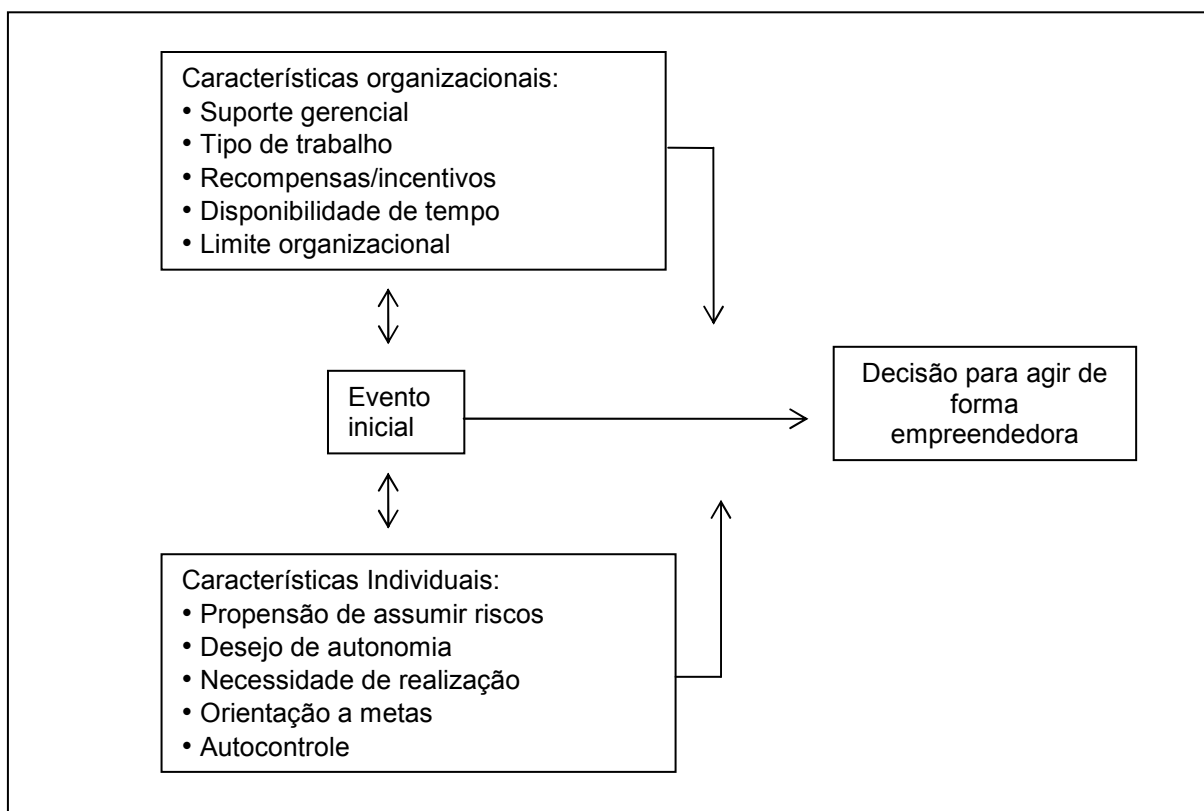 Características organizacionais:
• Suporte gerencial
• Tipo de trabalho
• Recompensas/incentivos
• Disponibilidade de tempo
• Limite organizacional
Evento
inicial
Decisão para agir de
forma
empreendedora
Características Individuais:
• Propensão de assumir riscos
• Desejo de autonomia
• Necessidade de realização
• Orientação a metas
• Autocontrole